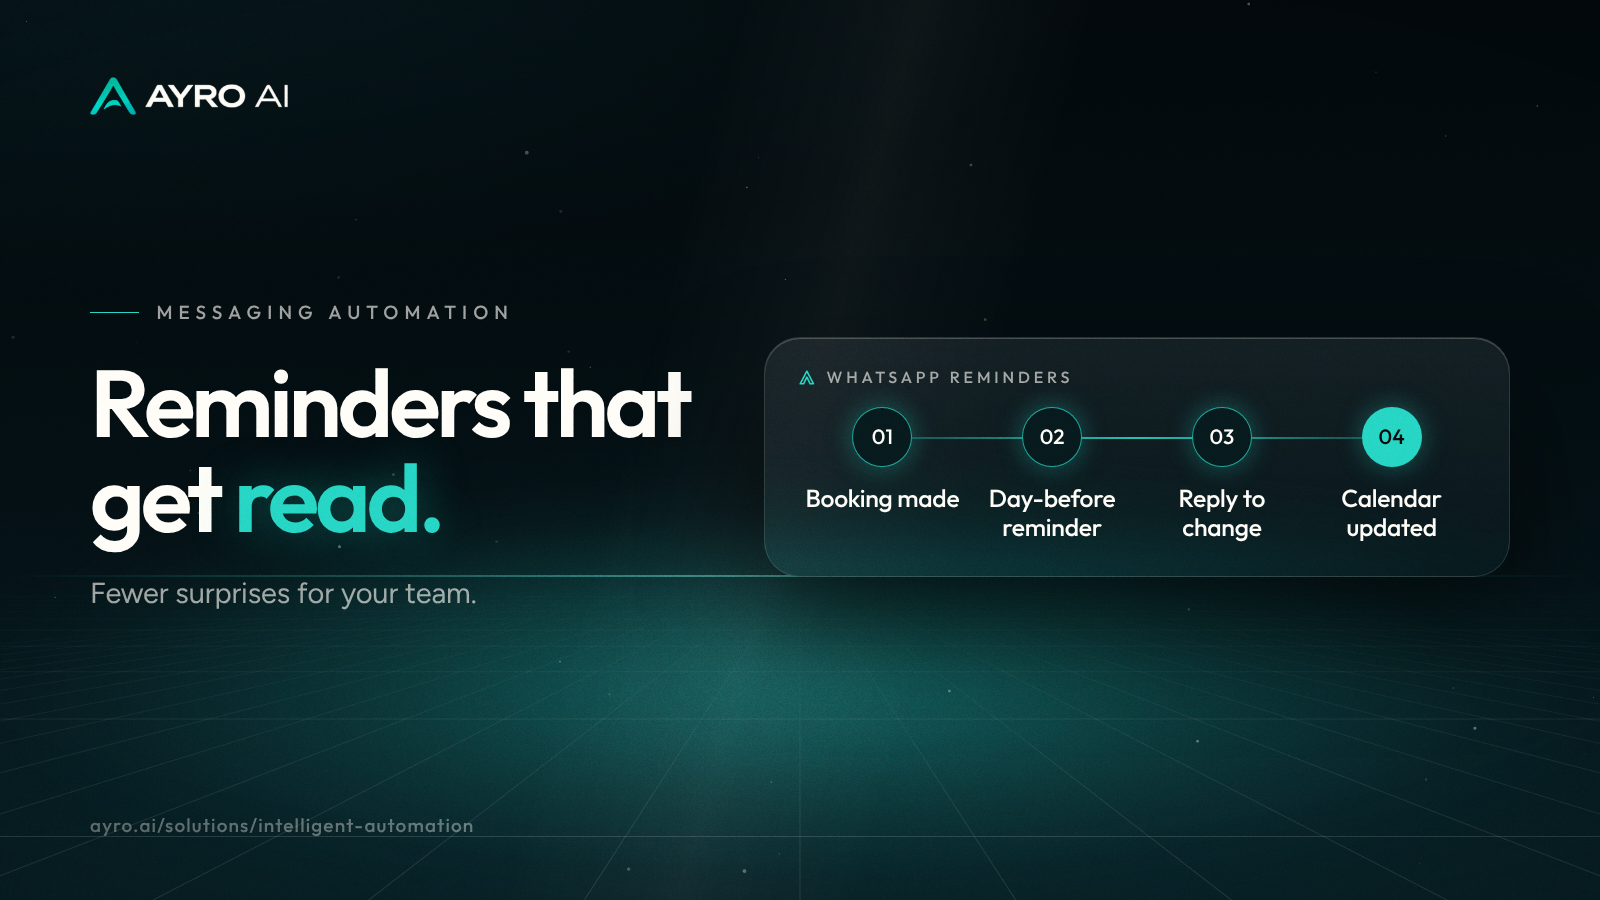 AYRO AI
MESSAGING AUTOMATION
Reminders that
get read.
Fewer surprises for your team.
WHATSAPP REMINDERS
01
02
03
04
Booking made
Day-before
reminder
Reply to
change
Calendar
updated
ayro.ai/solutions/intelligent-automation